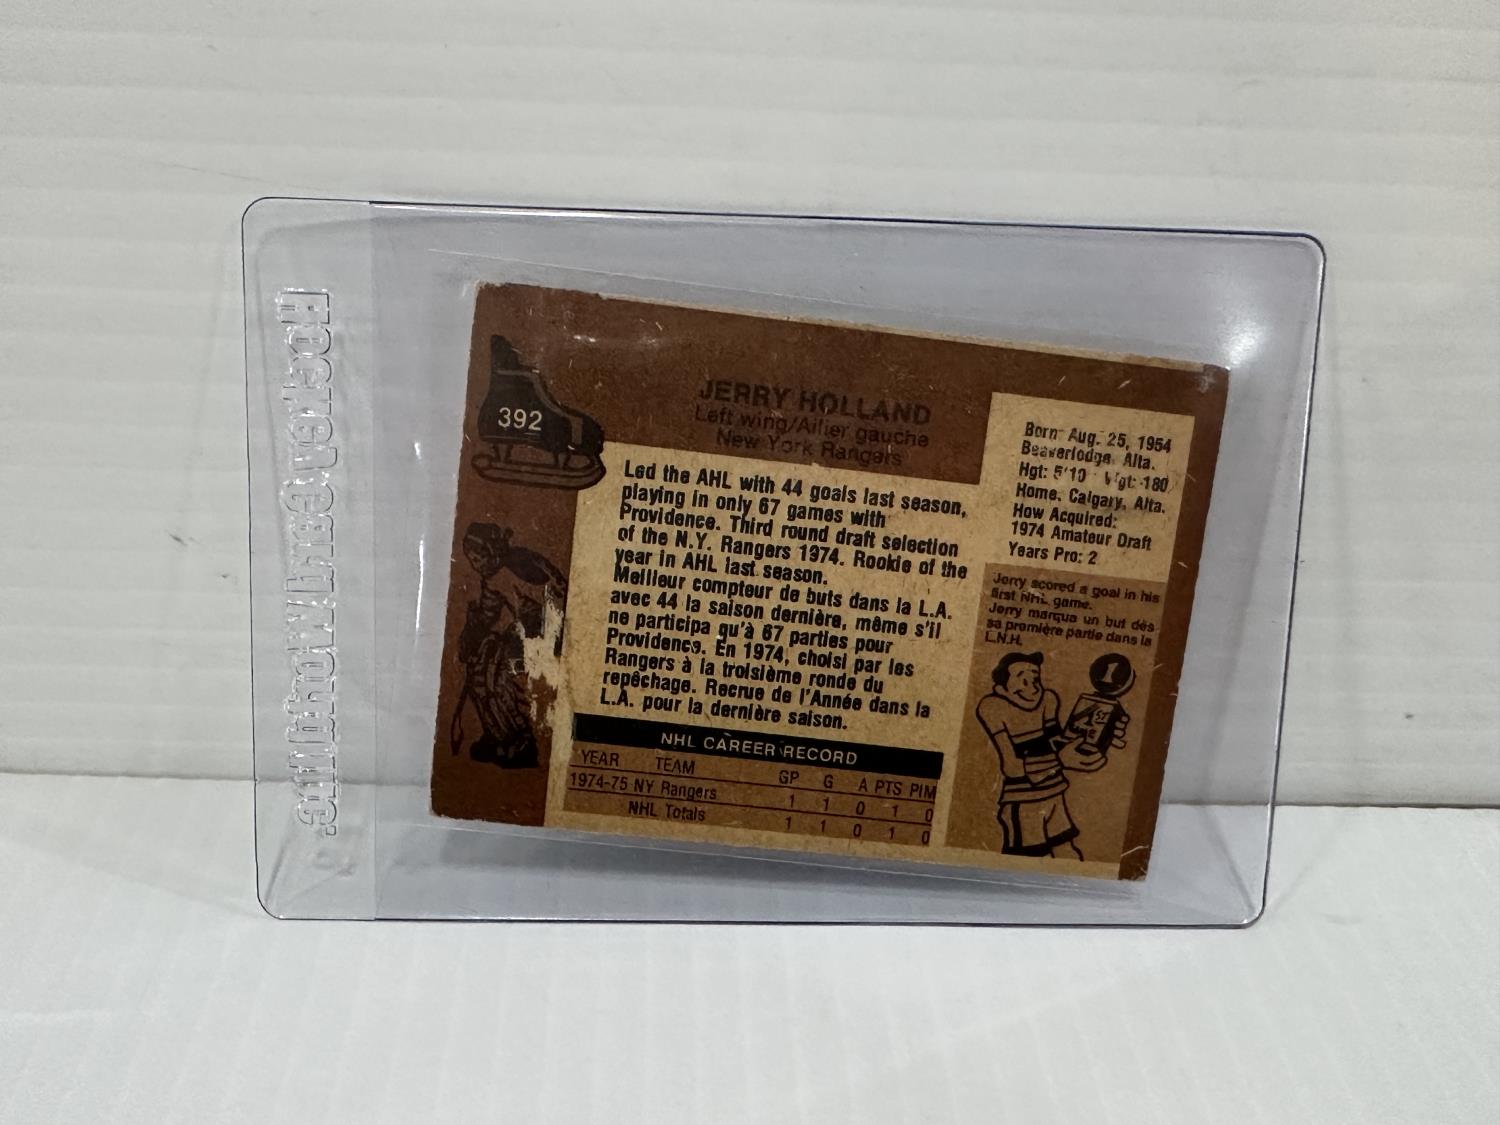 392
JERRY HOLLAND
Left wing/Ailier gauche
New York Rangers
Led the AHL with 44 goals last season,
playing in only 67 games with
Providence. Third round draft selection
of the N.Y. Rangers 1974. Rookie of the
year in AHL last season.
Meilleur compteur de buts dans la L.A.
avec 44 la saison dernière, même s'il
ne participa qu'à 67 parties pour
Providence. En 1974, choisi par les
Rangers à la troisième ronde du
repêchage. Recrue de l'Année dans la
L.A. pour la dernière saison.
NHL CAREER RECORD
YEAR TEAM GP G A PTS PIM
1974-75 NY Rangers 1 1 0 1 0
NHL Totals 1 1 0 1 0
Born: Aug. 25, 1954
Beaverlodge, Alta.
Hgt: 5'10 Wgt: 180
Home. Calgary, Alta.
How Acquired:
1974 Amateur Draft
Years Pro: 2
Jerry scored a goal in his
first NHL game.
Jerry marqua un but dès
sa première partie dans la
L.N.H.
1
1ST